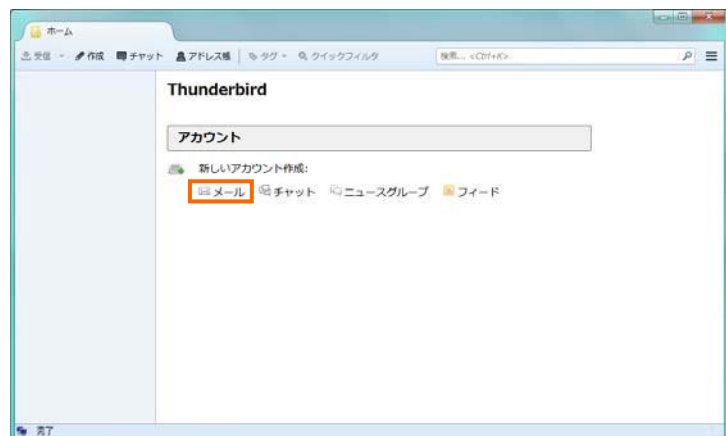 ホーム
受信 作成 チャット アドレス帳 タグ クイックフィルタ 検索... <Ctrl+K>
Thunderbird
アカウント
新しいアカウント作成:
メール チャット ニュースグループ フィード
完了